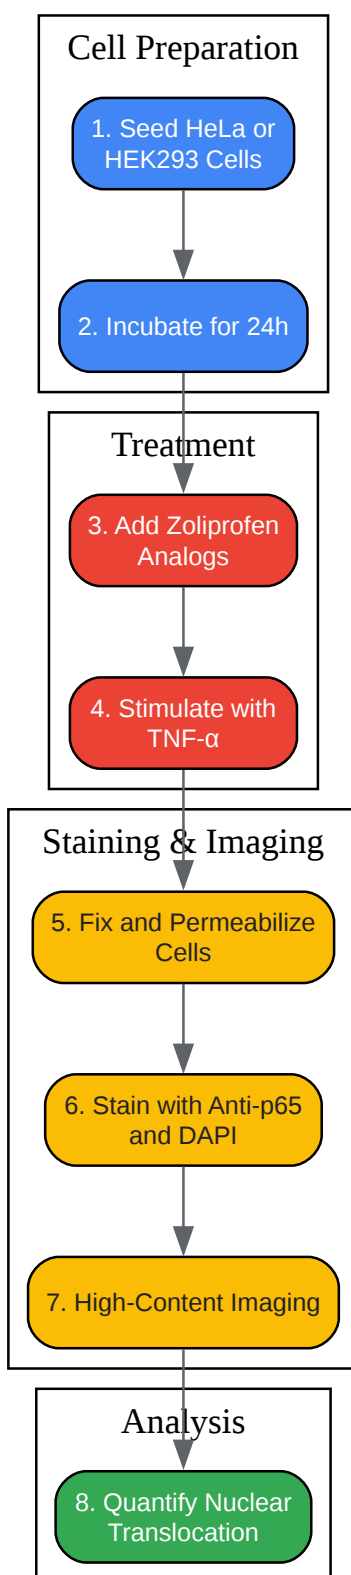 Cell Preparation
1. Seed HeLa or
HEK293 Cells
2. Incubate for 24h
Treatment
3. Add Zoliprofen
Analogs
4. Stimulate with
TNF-α
Staining & Imaging
5. Fix and Permeabilize
Cells
6. Stain with Anti-p65
and DAPI
7. High-Content Imaging
Analysis
8. Quantify Nuclear
Translocation